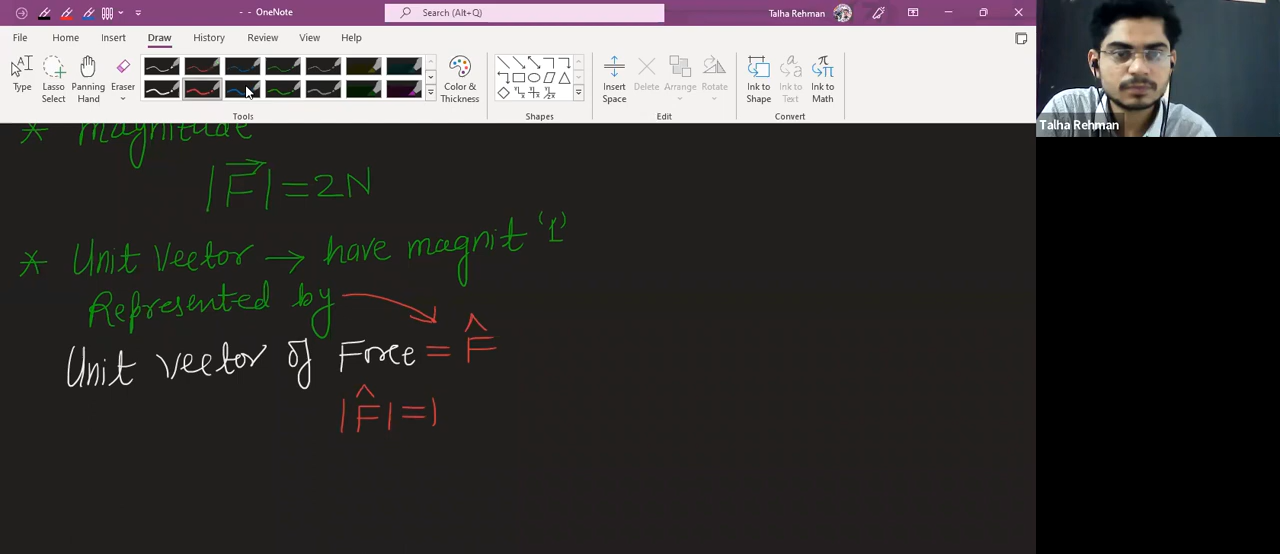 - - OneNote
Search (Alt+Q)
Talha Rehman
File Home Insert Draw History Review View Help
Type
Lasso Select
Panning Hand
Eraser
Color & Thickness
Insert Space
Delete
Arrange
Rotate
Ink to Shape
Ink to Text
Ink to Math
Tools
Shapes
Edit
Convert
Talha Rehman
* Magnitude
|F⃗| = 2N
* Unit Vector → have magnit '1'
Represented by
Unit vector of Force = F̂
|F̂| = 1